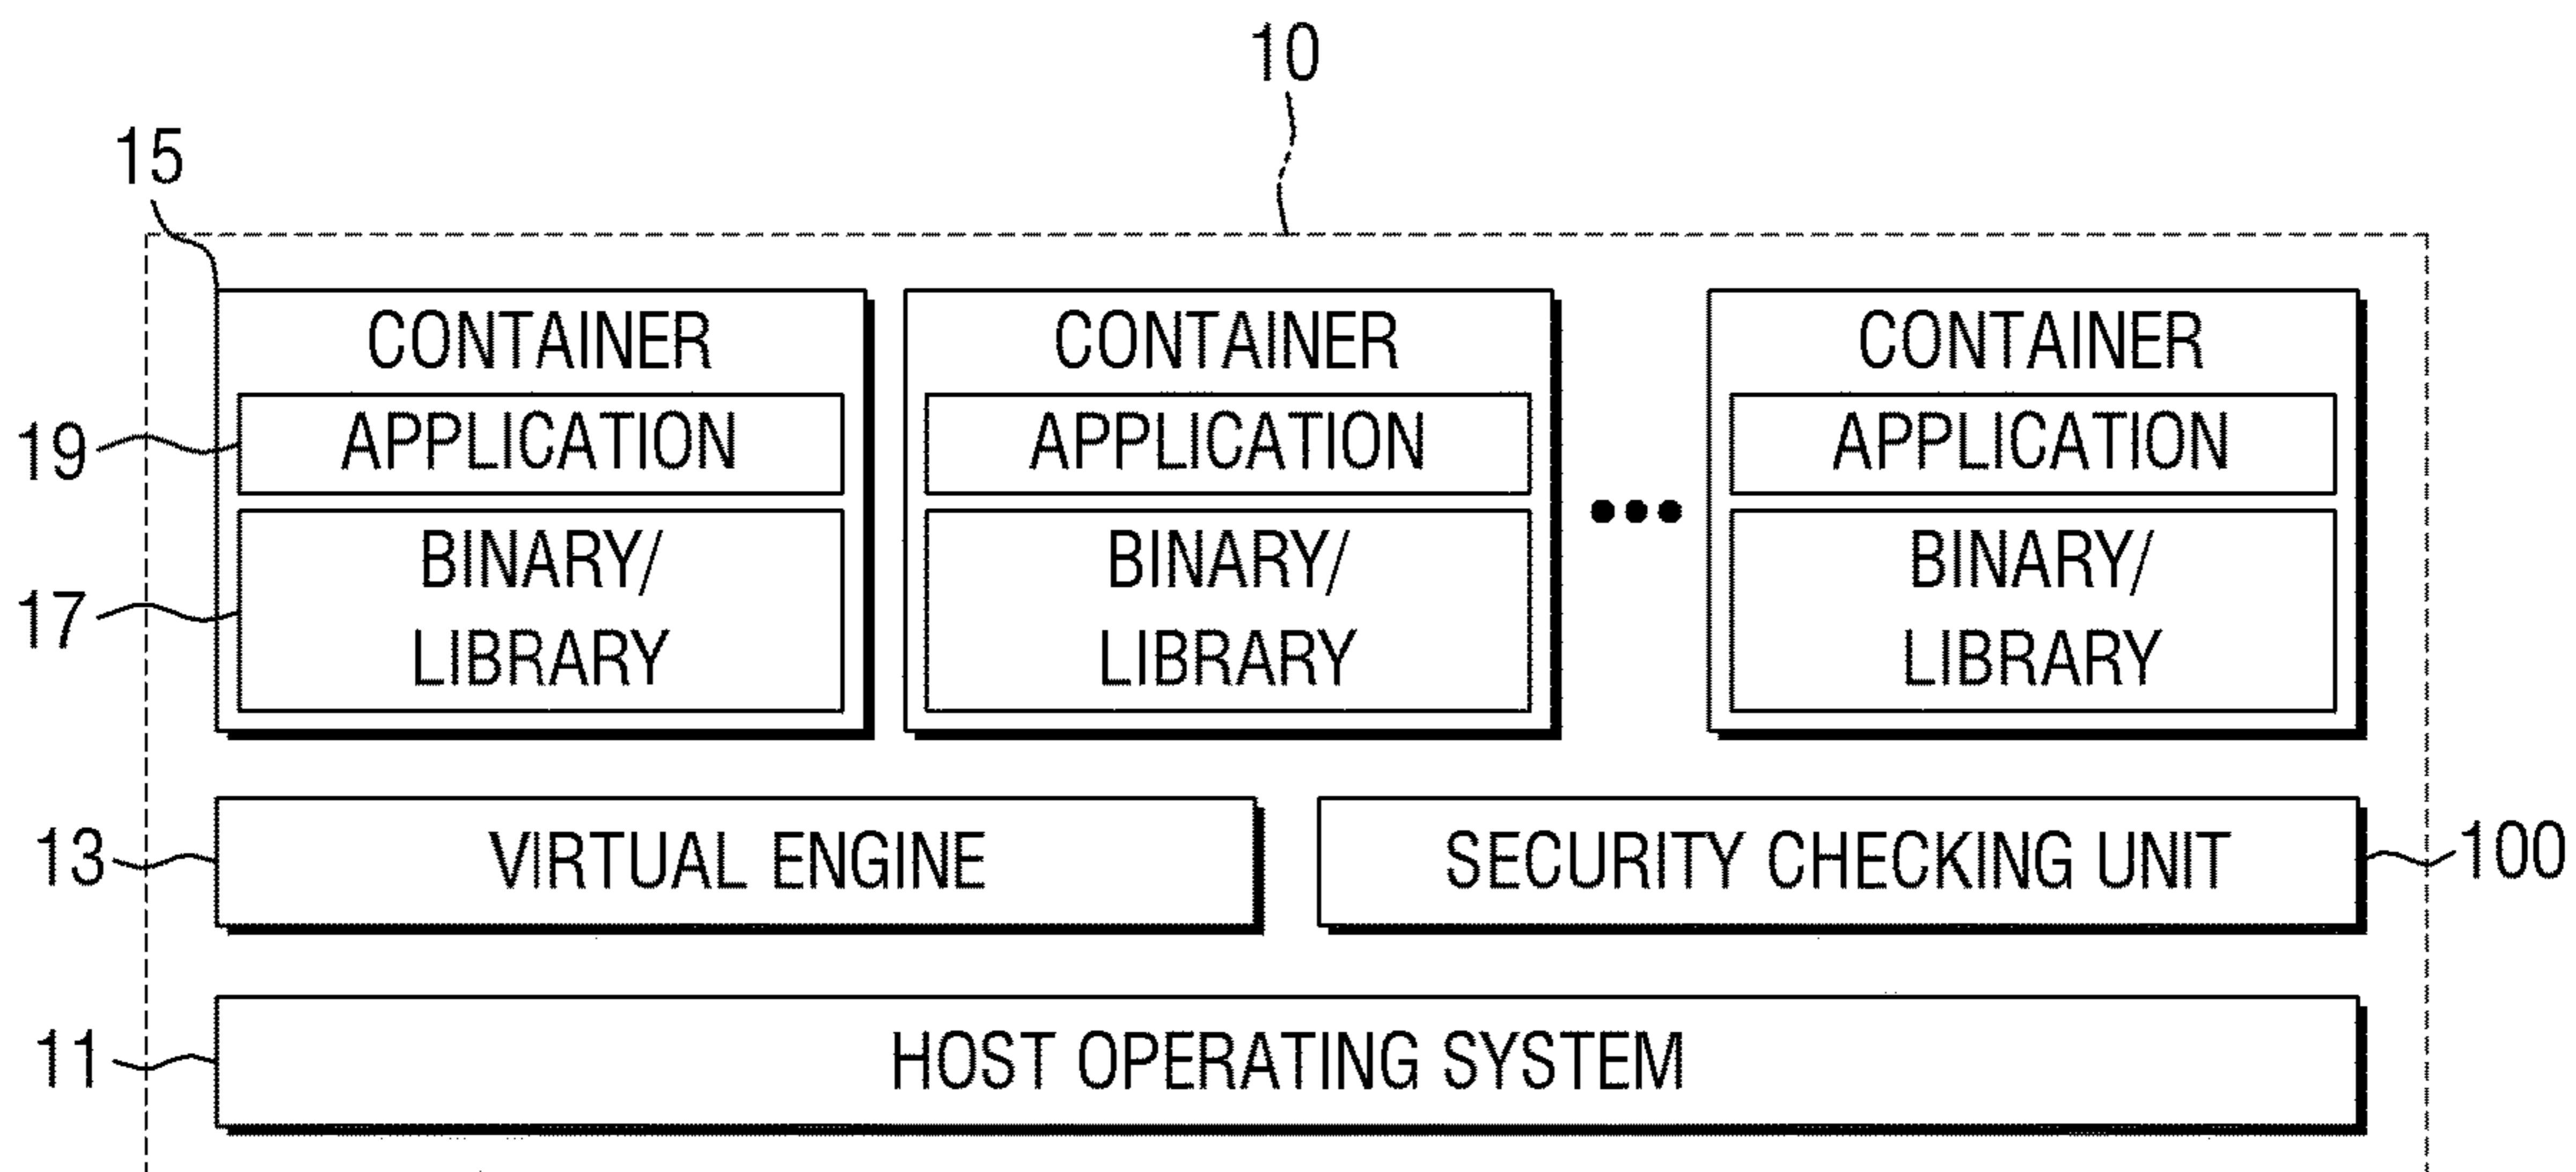 10
15
CONTAINER CONTAINER CONTAINER
19 APPLICATION APPLICATION APPLICATION
BINARY/ BINARY/ BINARY/
17
LIBRARY LIBRARY LIBRARY
13 VIRTUAL ENGINE SECURITY CHECKING UNIT 100
11 HOST OPERATING SYSTEM